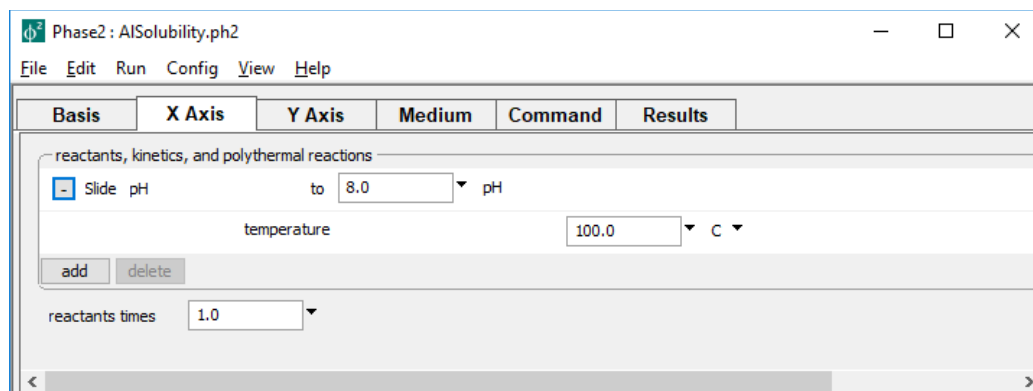 Phase2 : AlSolubility.ph2
File Edit Run Config View Help
Basis X Axis Y Axis Medium Command Results
reactants, kinetics, and polythermal reactions
- Slide pH to 8.0 pH
temperature 100.0 C
add delete
reactants times 1.0